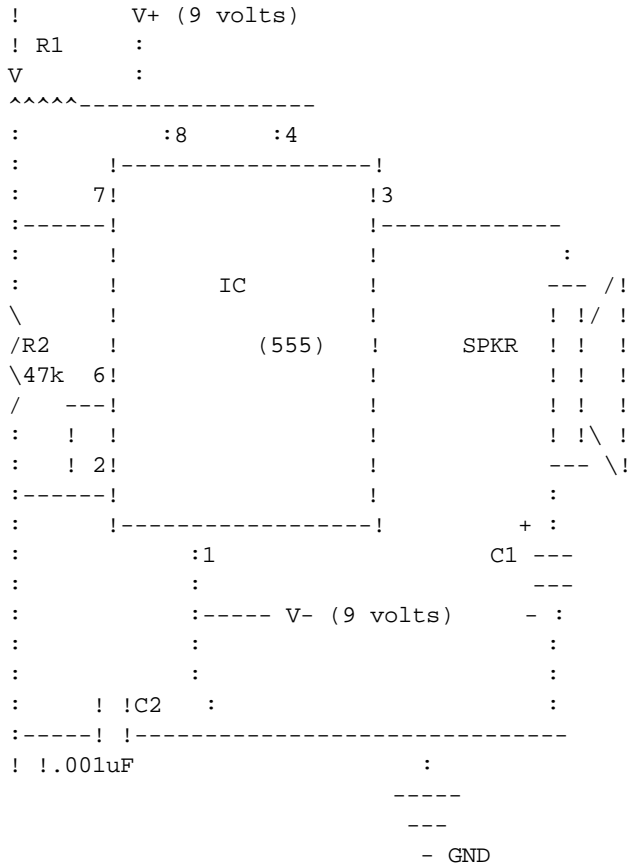 !        V+ (9 volts)
! R1     :
V        :
^^^^^-----------------
:          :8     :4
:      !------------------!
:     7!                  !3
:------!                  !-------------
:      !                  !            :
:      !       IC         !           --- /!
\      !                  !           ! !/ !
/R2    !          (555)   !     SPKR  ! !  !
\47k  6!                  !           ! !  !
/   ---!                  !           ! !  !
:   !  !                  !           ! !\ !
:   ! 2!                  !           --- \!
:------!                  !           :
:      !------------------!         + :
:            :1                   C1 ---
:            :                       ---
:            :----- V- (9 volts)     - :
:            :                        :
:            :                        :
:      ! !C2   :                      :
:-----! !------------------------------
! !.001uF                    :
                           -----
                            ---
                             - GND